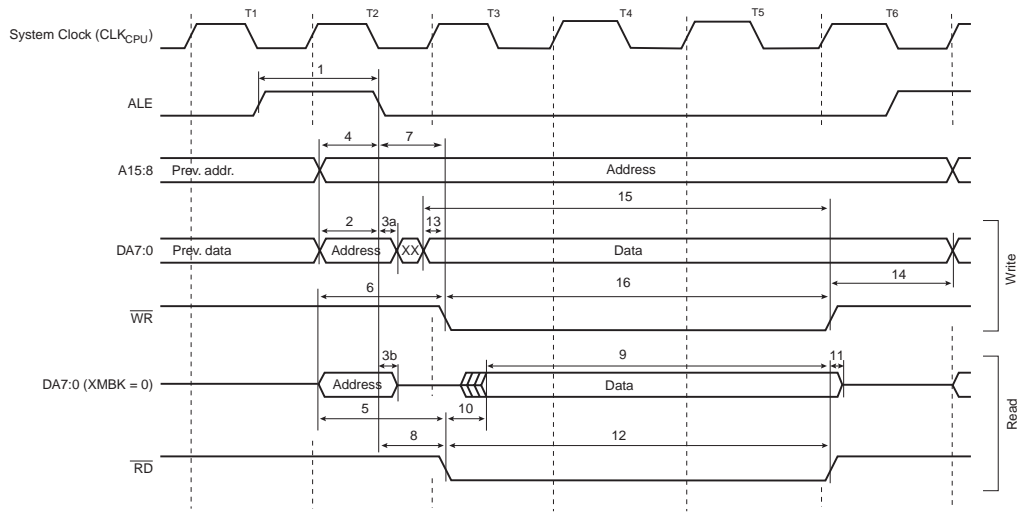 T1 T2 T3 T4 T5 T6
System Clock (CLKCPU)
1
ALE
4 7
A15:8 Prev. addr. Address
15
2 3a 13
DA7:0 Prev. data Address XX Data
6 16 14
WR
Write
3b 9 11
DA7:0 (XMBK = 0) Address Data
5 10
8 12
RD
Read